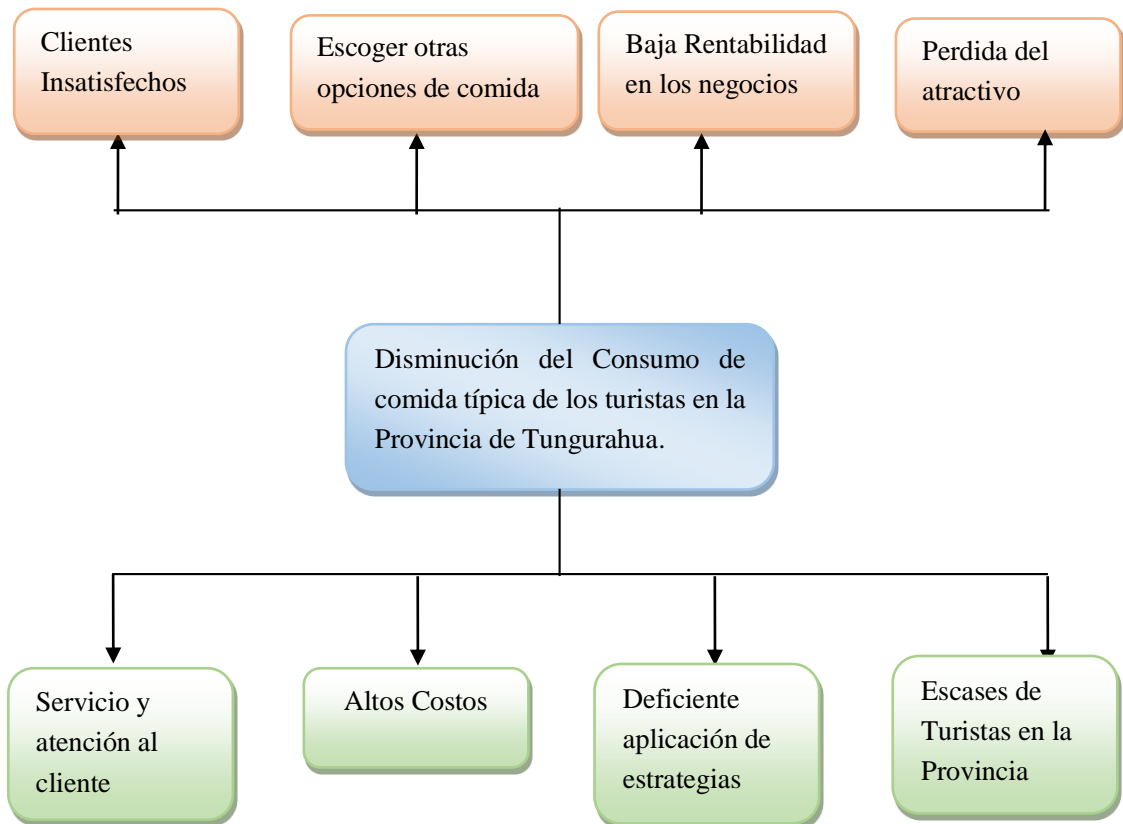 Clientes
Insatisfechos
Escoger otras
opciones de comida
Baja Rentabilidad
en los negocios
Perdida del
atractivo
Disminución del Consumo de
comida típica de los turistas en la
Provincia de Tungurahua.
Servicio y
atención al
cliente
Altos Costos
Deficiente
aplicación de
estrategias
Escases de
Turistas en la
Provincia